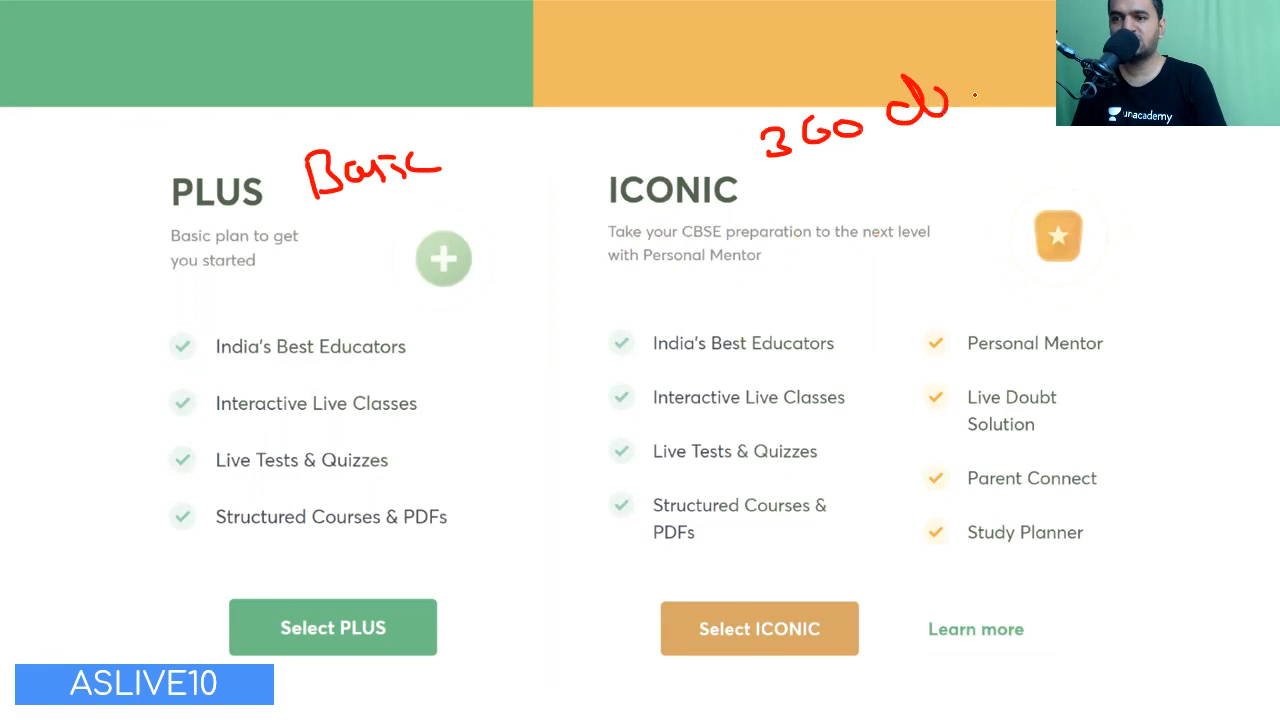 unacademy
PLUS
Basic
Basic plan to get
you started
India's Best Educators
Interactive Live Classes
Live Tests & Quizzes
Structured Courses & PDFs
Select PLUS
360
ICONIC
Take your CBSE preparation to the next level
with Personal Mentor
India's Best Educators
Interactive Live Classes
Live Tests & Quizzes
Structured Courses &
PDFs
Personal Mentor
Live Doubt
Solution
Parent Connect
Study Planner
Select ICONIC
Learn more
ASLIVE10